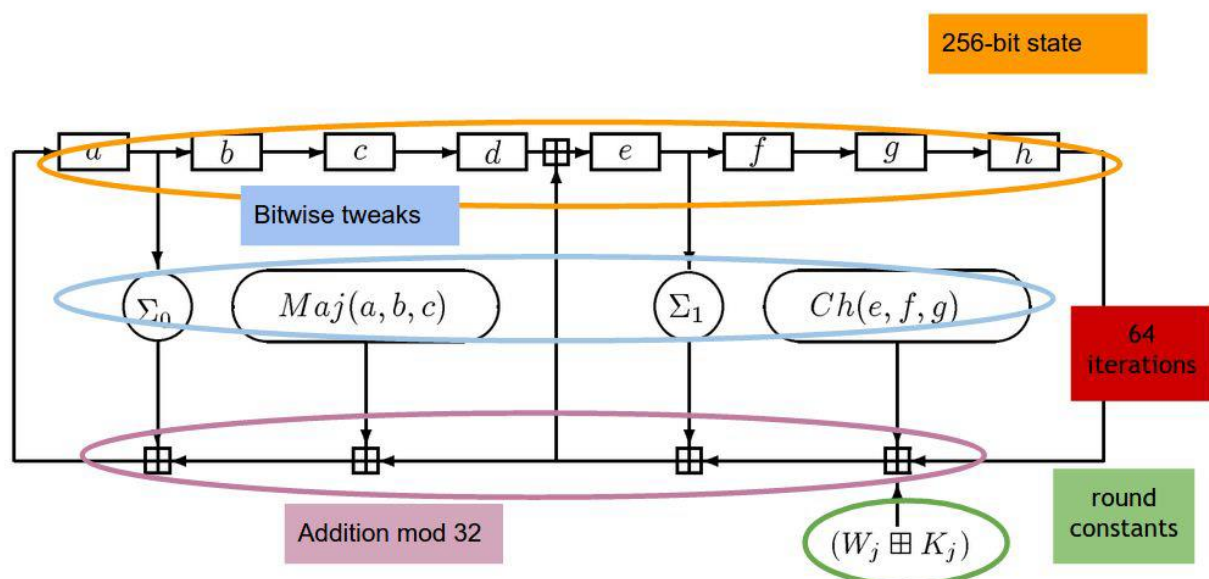 256-bit state
a b c d ⊞ e f g h
Bitwise tweaks
Σ₀ Maj(a, b, c) Σ₁ Ch(e, f, g)
64
iterations
⊞ ⊞ ⊞ ⊞
round
constants
Addition mod 32
(Wⱼ ⊞ Kⱼ)